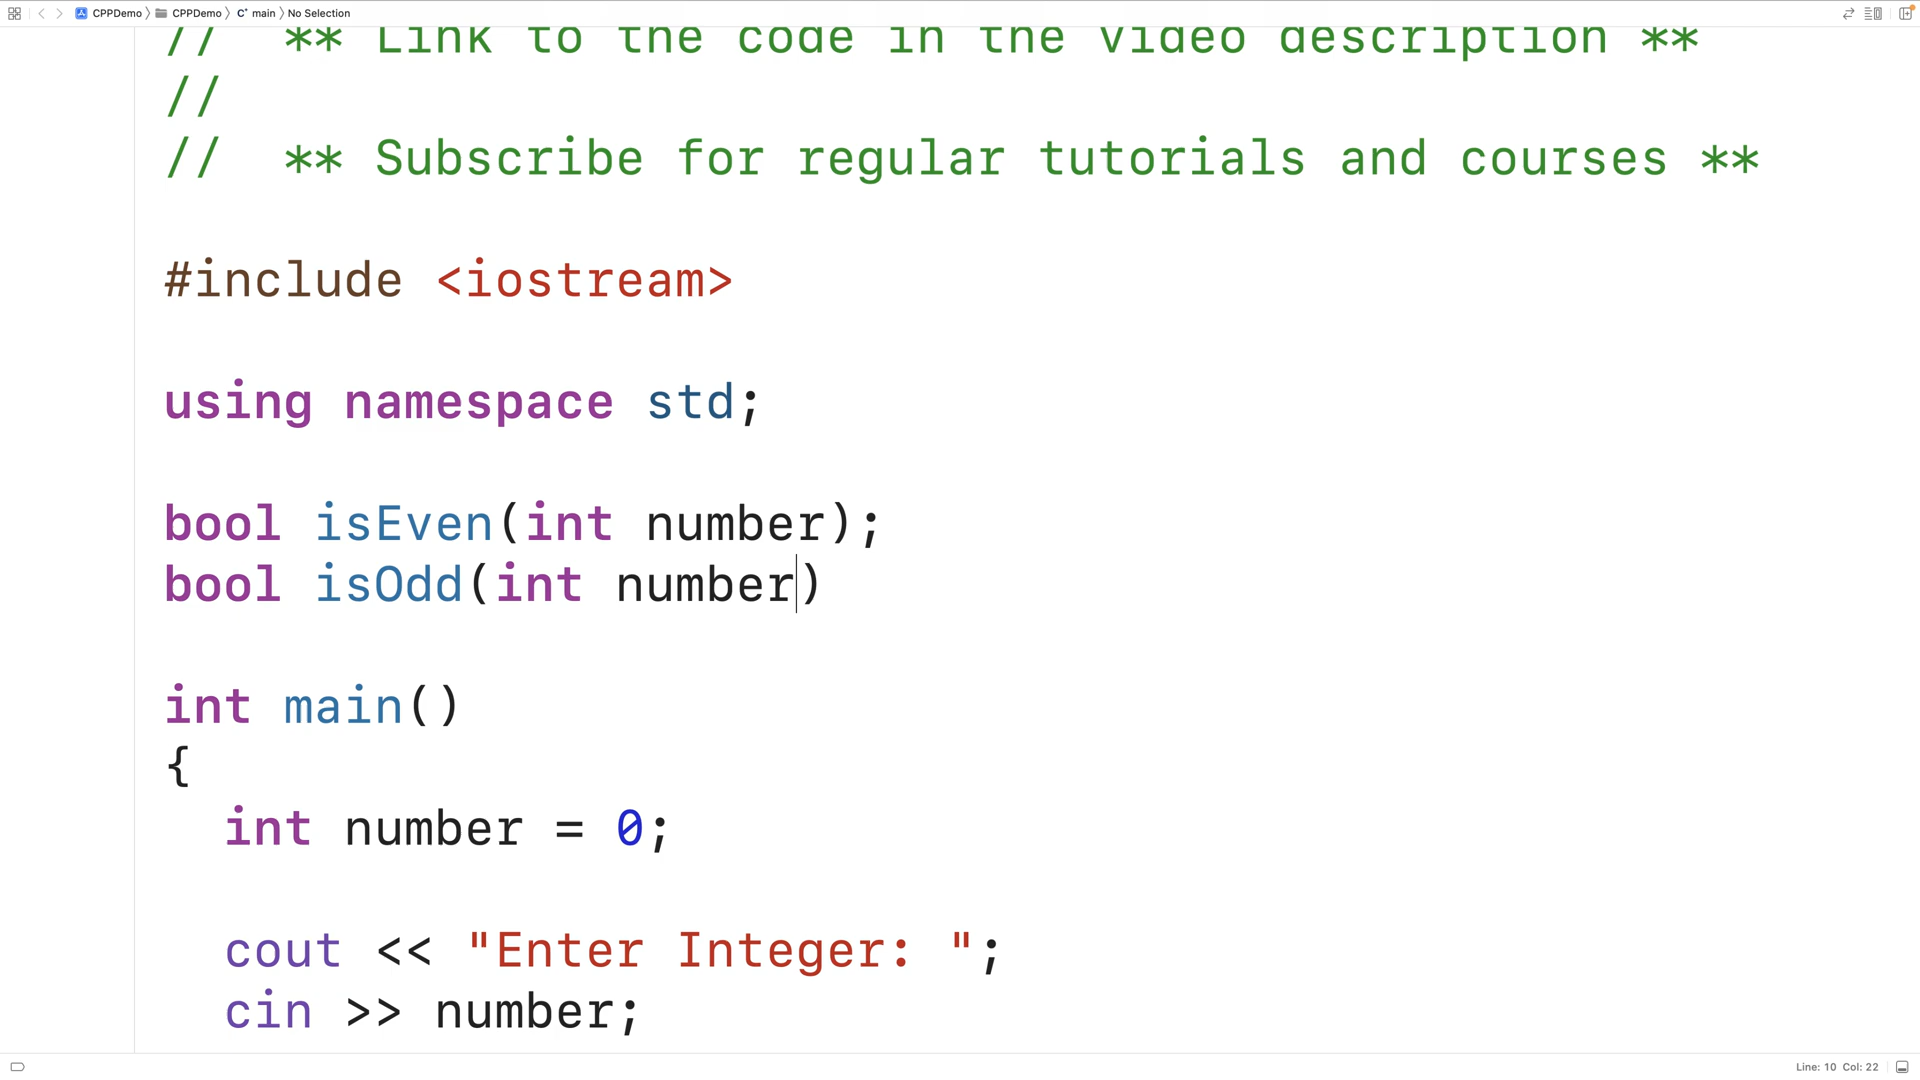 CPPDemo 〉 CPPDemo 〉 C⁺ main 〉 No Selection
//  ** Link to the code in the video description **
//
//  ** Subscribe for regular tutorials and courses **
#include <iostream>
using namespace std;
bool isEven(int number);
bool isOdd(int number)
int main()
{
  int number = 0;
  cout << "Enter Integer: ";
  cin >> number;
Line: 10 Col: 22